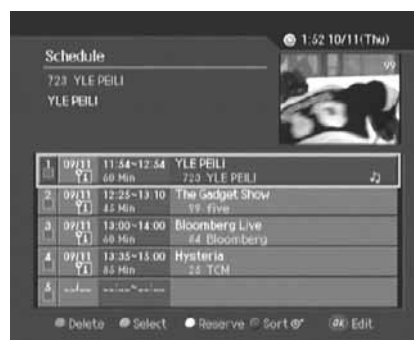 1:52 10/11(Thu)
Schedule
99
723 YLE PEILI
YLE PEILI
1 09/11 11:54~12:54 YLE PEILI
60 Min 723 YLE PEILI
2 09/11 12:25~13:10 The Gadget Show
45 Min 99 five
3 09/11 13:00~14:00 Bloomberg Live
60 Min 84 Bloomberg
4 09/11 13:35~15:00 Hysteria
85 Min 25 TCM
5 --/-- --:--~--:--
Delete Select Reserve Sort OK Edit